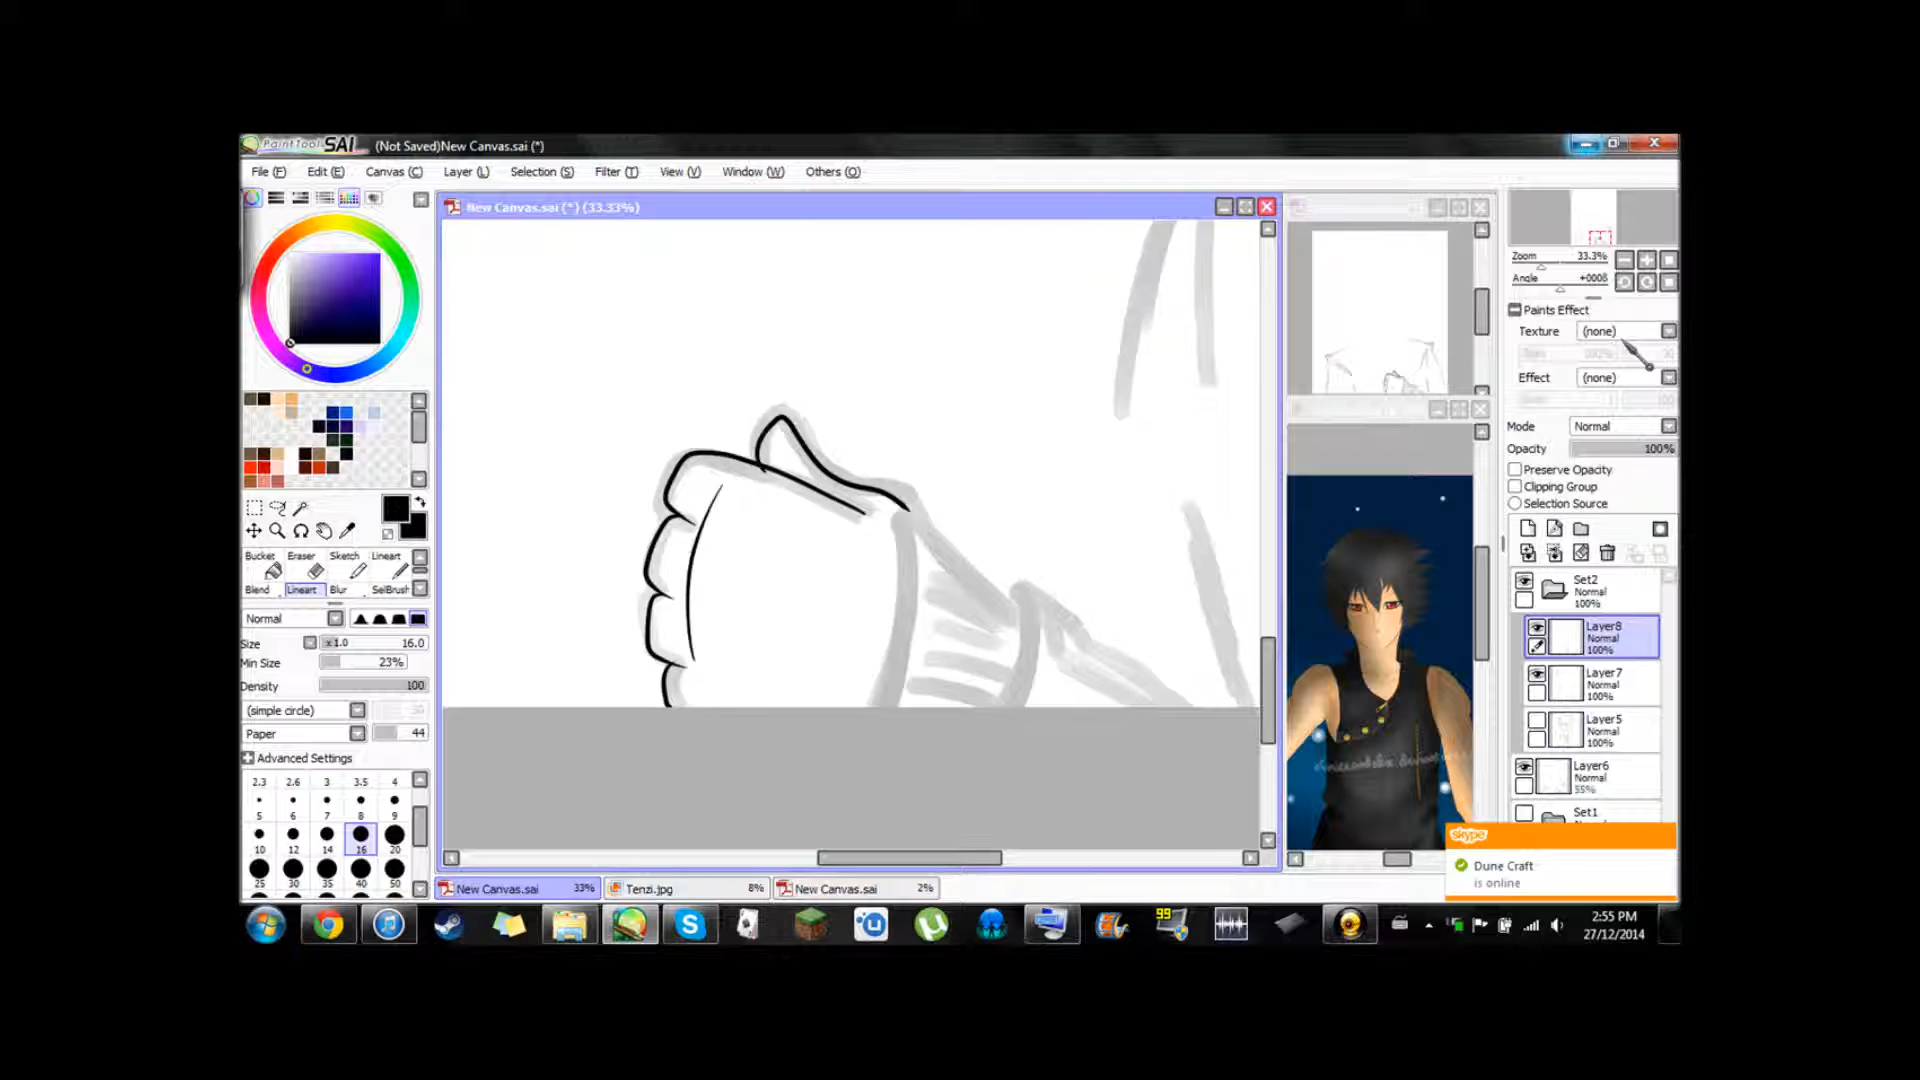 PaintTool SAI (Not Saved)New Canvas.sai (*)
File (F) Edit (E) Canvas (C) Layer (L) Selection (S) Filter (T) View (V) Window (W) Others (O)
New Canvas.sai (*) (33.33%)
Zoom 33.3%
Angle +0008
Paints Effect
Texture (none)
Effect (none)
Mode Normal
Opacity 100%
Preserve Opacity
Clipping Group
Selection Source
Bucket Eraser Sketch Lineart
Blend Lineart Blur SelBrush
Normal
Size x1.0 16.0
Min Size 23%
Density 100
(simple circle)
Paper 44
Advanced Settings
2.3 2.6 3 3.5 4
5 6 7 8 9
10 12 14 16 20
25 30 35 40 50
Set2
Normal
100%
Layer8
Normal
100%
Layer7
Normal
100%
Layer5
Normal
100%
Layer6
Normal
55%
Set1
skype
Dune Craft
is online
New Canvas.sai 33% Tenzi.jpg 8% New Canvas.sai 2%
99
2:55 PM
27/12/2014